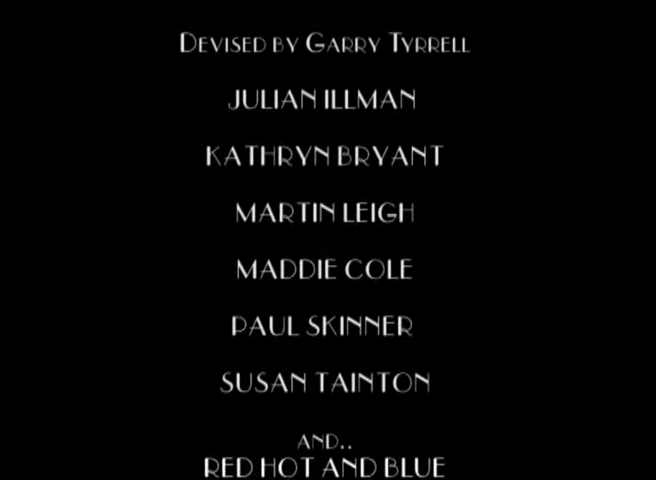 DEVISED BY GARRY TYRRELL
JULIAN ILLMAN
KATHRYN BRYANT
MARTIN LEIGH
MADDIE COLE
PAUL SKINNER
SUSAN TAINTON
AND..
RED HOT AND BLUE